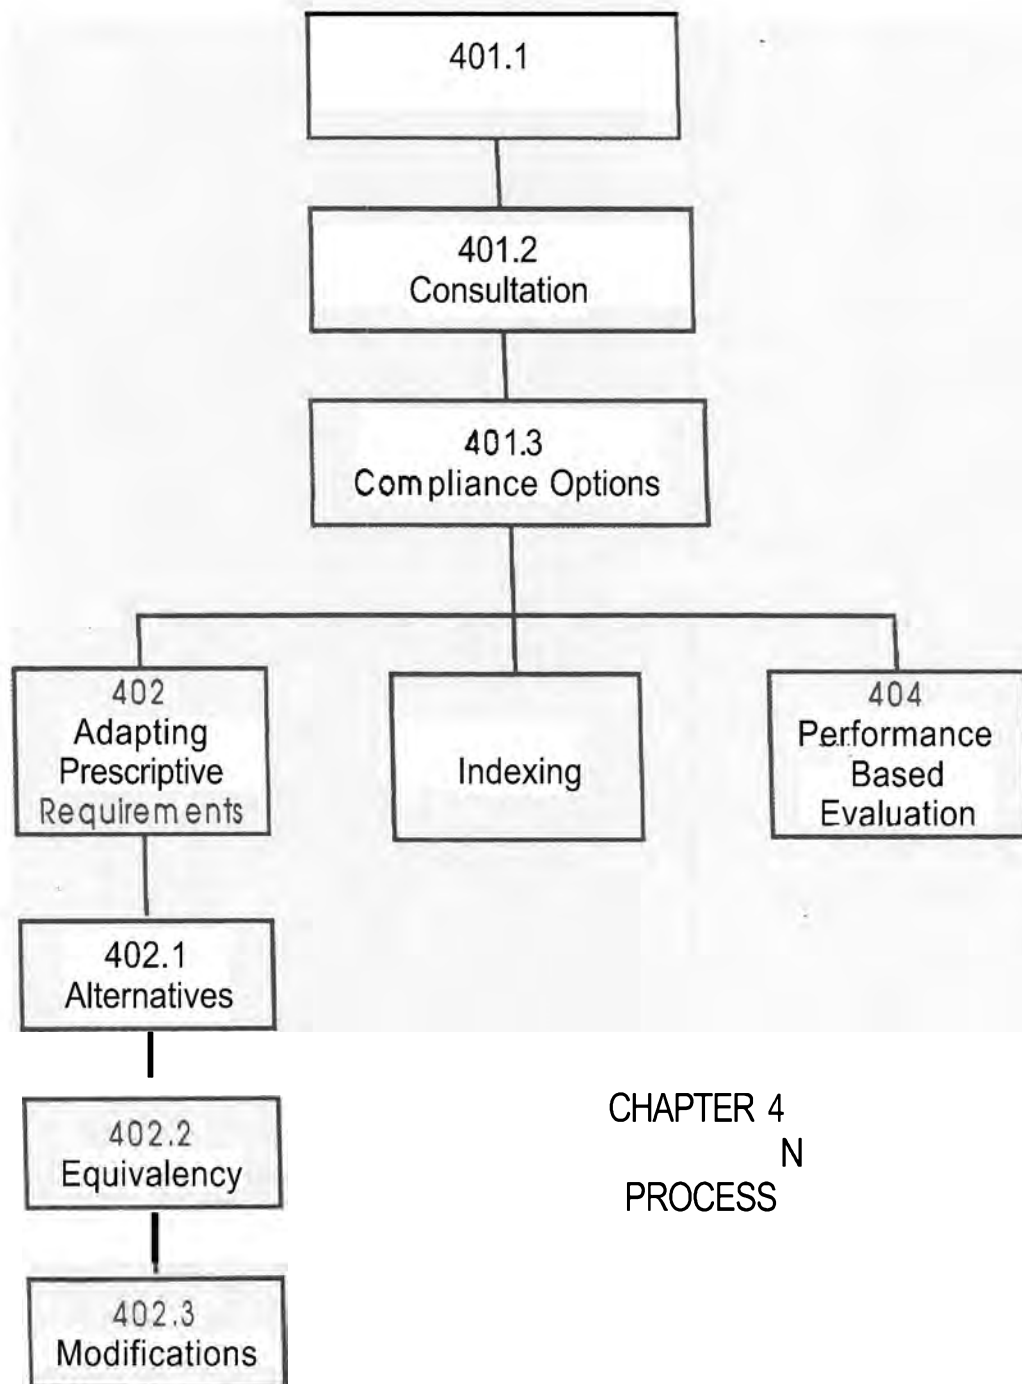 401.1
401.2
Consultation
401.3
Compliance Options
402
Adapting
Prescriptive
Requirements
Indexing
404
Performance
Based
Evaluation
402.1
Alternatives
402.2
Equivalency
402.3
Modifications
CHAPTER 4
N
PROCESS